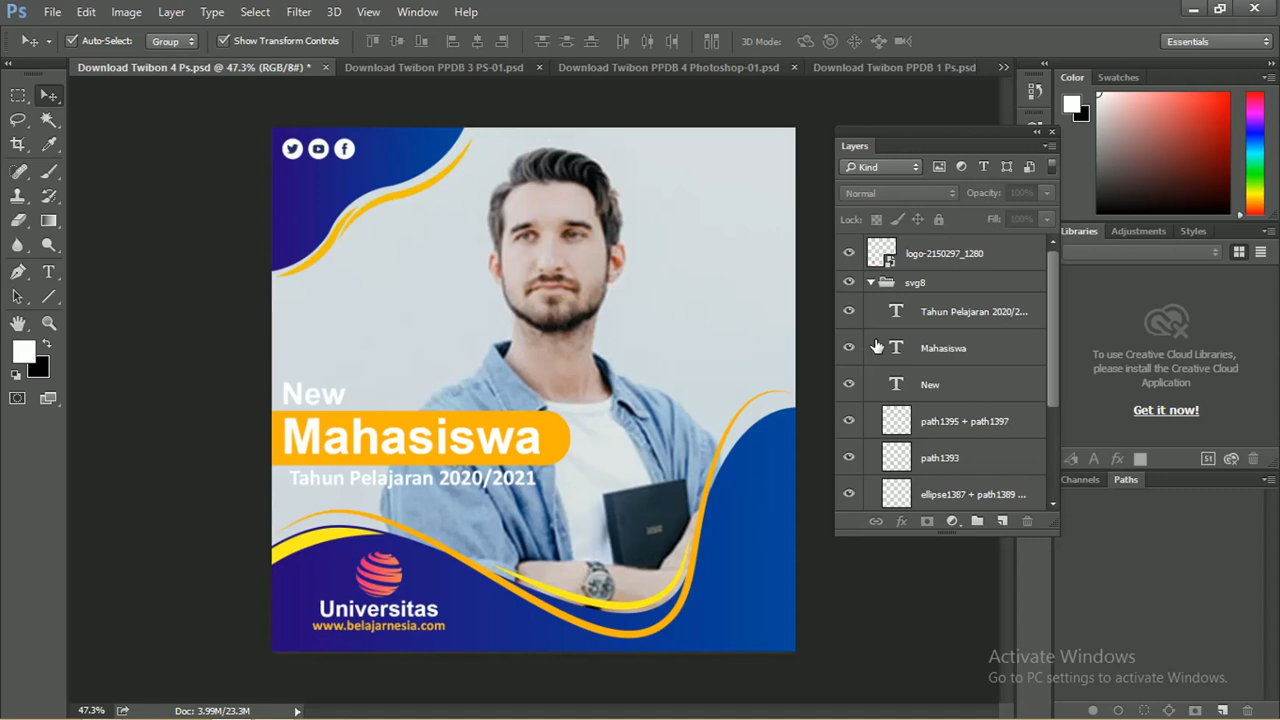 Ps File Edit Image Layer Type Select Filter 3D View Window Help
Auto-Select: Group Show Transform Controls 3D Mode: Essentials
Download Twibon 4 Ps.psd @ 47.3% (RGB/8#) * × Download Twibon PPDB 3 PS-01.psd × Download Twibon PPDB 4 Photoshop-01.psd × Download Twibon PPDB 1 Ps.psd >>
Color Swatches
Layers
Kind
Normal Opacity: 100%
Lock: Fill: 100%
logo-2150297_1280
svg8
Tahun Pelajaran 2020/2...
Mahasiswa
New
path1395 + path1397
path1393
ellipse1387 + path1389 ...
Libraries Adjustments Styles
To use Creative Cloud Libraries,
please install the Creative Cloud
Application
Get it now!
St
Channels Paths
New
Mahasiswa
Tahun Pelajaran 2020/2021
Universitas
www.belajarnesia.com
Activate Windows
Go to PC settings to activate Windows.
47.3% Doc: 3.99M/23.3M